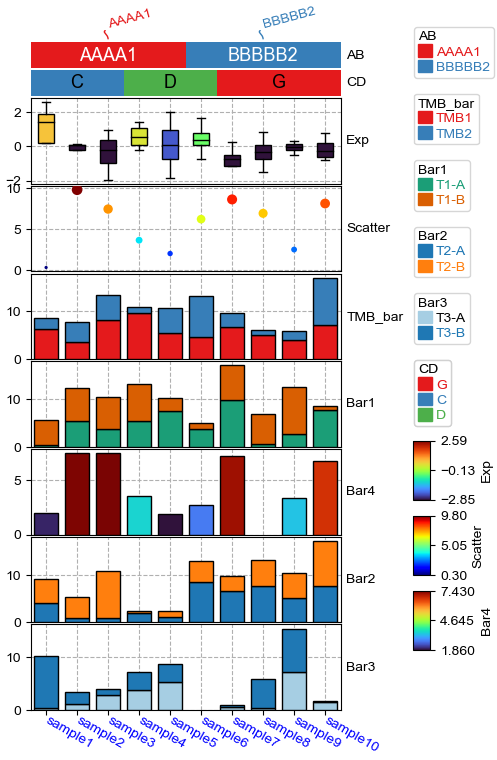 AAAA1
BBBBB2
AAAA1 BBBBB2 AB
C D G CD
2
0
−2
Exp
10
5
0
Scatter
10
0
TMB_bar
10
0
Bar1
5
0
Bar4
10
0
Bar2
10
0
Bar3
sample1 sample2 sample3 sample4 sample5 sample6 sample7 sample8 sample9 sample10
AB
AAAA1
BBBBB2
TMB_bar
TMB1
TMB2
Bar1
T1-A
T1-B
Bar2
T2-A
T2-B
Bar3
T3-A
T3-B
CD
G
C
D
2.59
−0.13
−2.85
Exp
9.80
5.05
0.30
Scatter
7.430
4.645
1.860
Bar4